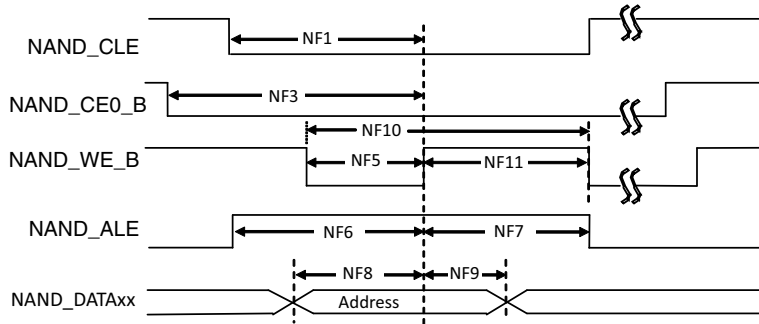 NAND_CLE
NF1
NAND_CE0_B
NF3
NF10
NAND_WE_B
NF5
NF11
NAND_ALE
NF6
NF7
NF8
NF9
NAND_DATAxx
Address